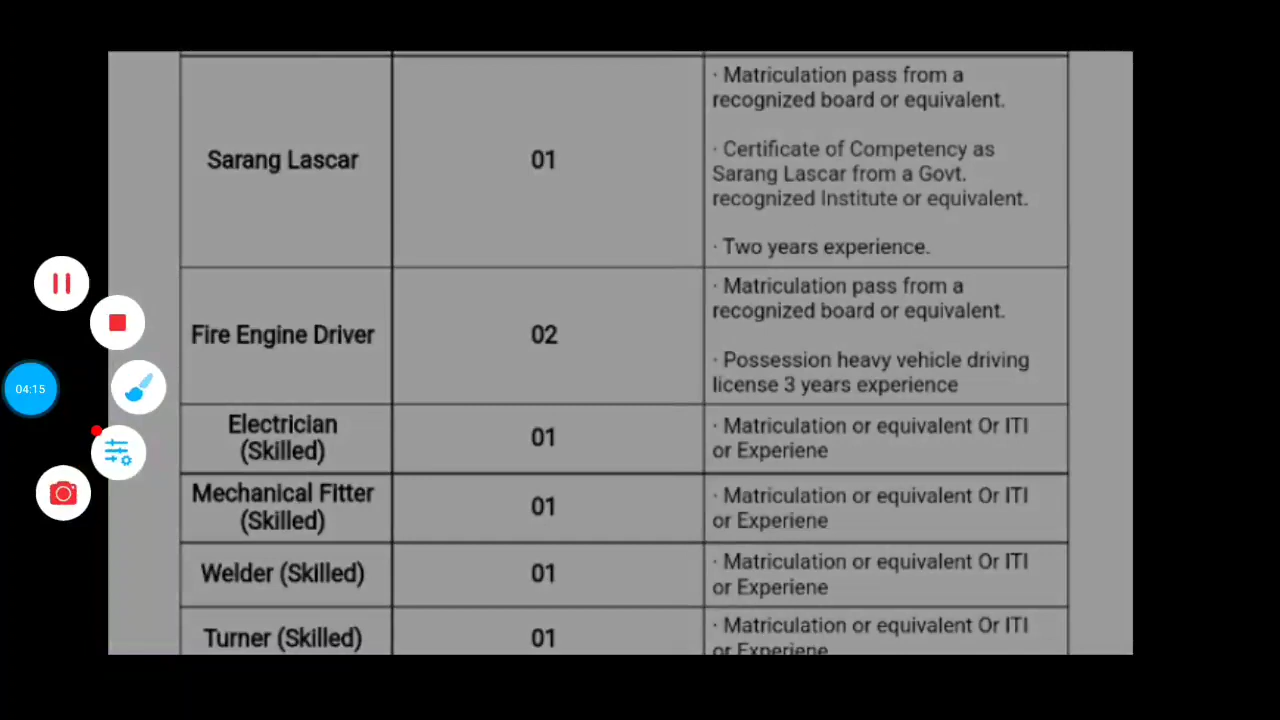 · Matriculation pass from a
recognized board or equivalent.
Sarang Lascar
01
· Certificate of Competency as
Sarang Lascar from a Govt.
recognized Institute or equivalent.
· Two years experience.
· Matriculation pass from a
recognized board or equivalent.
Fire Engine Driver
02
· Possession heavy vehicle driving
license 3 years experience
04:15
Electrician
(Skilled)
01
· Matriculation or equivalent Or ITI
or Experiene
Mechanical Fitter
(Skilled)
01
· Matriculation or equivalent Or ITI
or Experiene
Welder (Skilled)
01
· Matriculation or equivalent Or ITI
or Experiene
Turner (Skilled)
01
· Matriculation or equivalent Or ITI
or Experiene